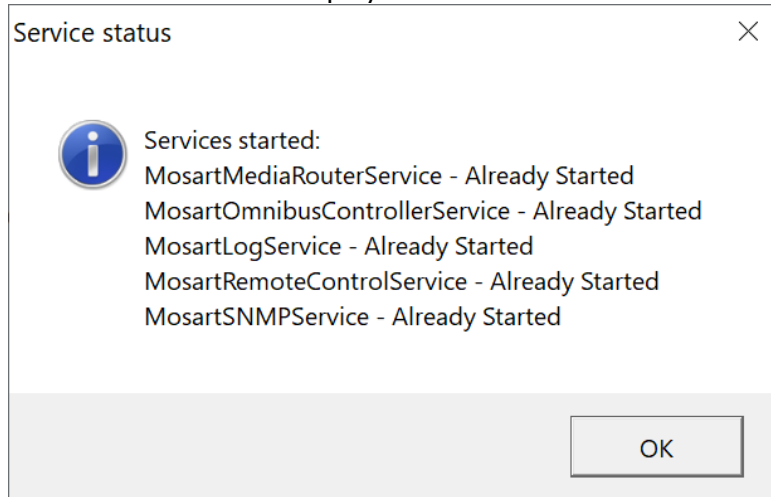 Service status
Services started:
MosartMediaRouterService - Already Started
MosartOmnibusControllerService - Already Started
MosartLogService - Already Started
MosartRemoteControlService - Already Started
MosartSNMPService - Already Started
OK